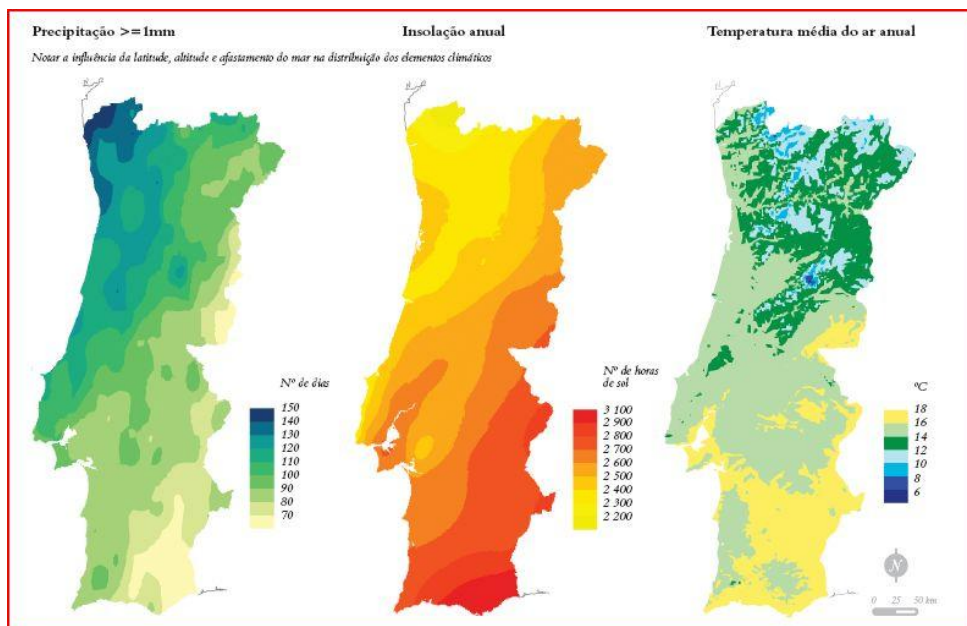 Precipitação >=1mm
Insolação anual
Temperatura média do ar anual
Notar a influência da latitude, altitude e afastamento do mar na distribuição dos elementos climáticos
Nº de dias
150
140
130
120
110
100
90
80
70
Nº de horas
de sol
3 100
2 900
2 800
2 700
2 600
2 500
2 400
2 300
2 200
ºC
18
16
14
12
10
8
6
N
0 25 50 km